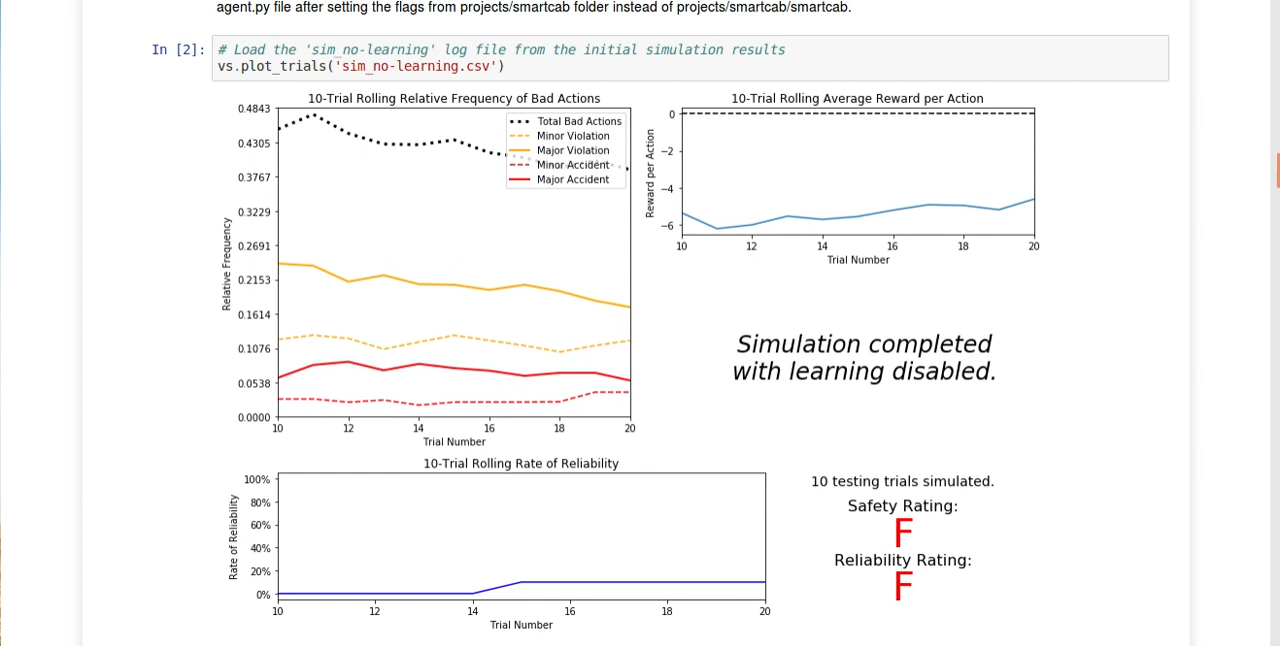 agent.py file after setting the flags from projects/smartcab folder instead of projects/smartcab/smartcab.
In [2]: # Load the 'sim_no-learning' log file from the initial simulation results
vs.plot_trials('sim_no-learning.csv')
10-Trial Rolling Relative Frequency of Bad Actions
0.4843
0.4305
0.3767
0.3229
0.2691
0.2153
0.1614
0.1076
0.0538
0.0000
Relative Frequency
Total Bad Actions
Minor Violation
Major Violation
Minor Accident
Major Accident
10 12 14 16 18 20
Trial Number
10-Trial Rolling Average Reward per Action
0
−2
−4
−6
Reward per Action
10 12 14 16 18 20
Trial Number
Simulation completed
with learning disabled.
10-Trial Rolling Rate of Reliability
100%
80%
60%
40%
20%
0%
Rate of Reliability
10 12 14 16 18 20
Trial Number
10 testing trials simulated.
Safety Rating:
F
Reliability Rating:
F